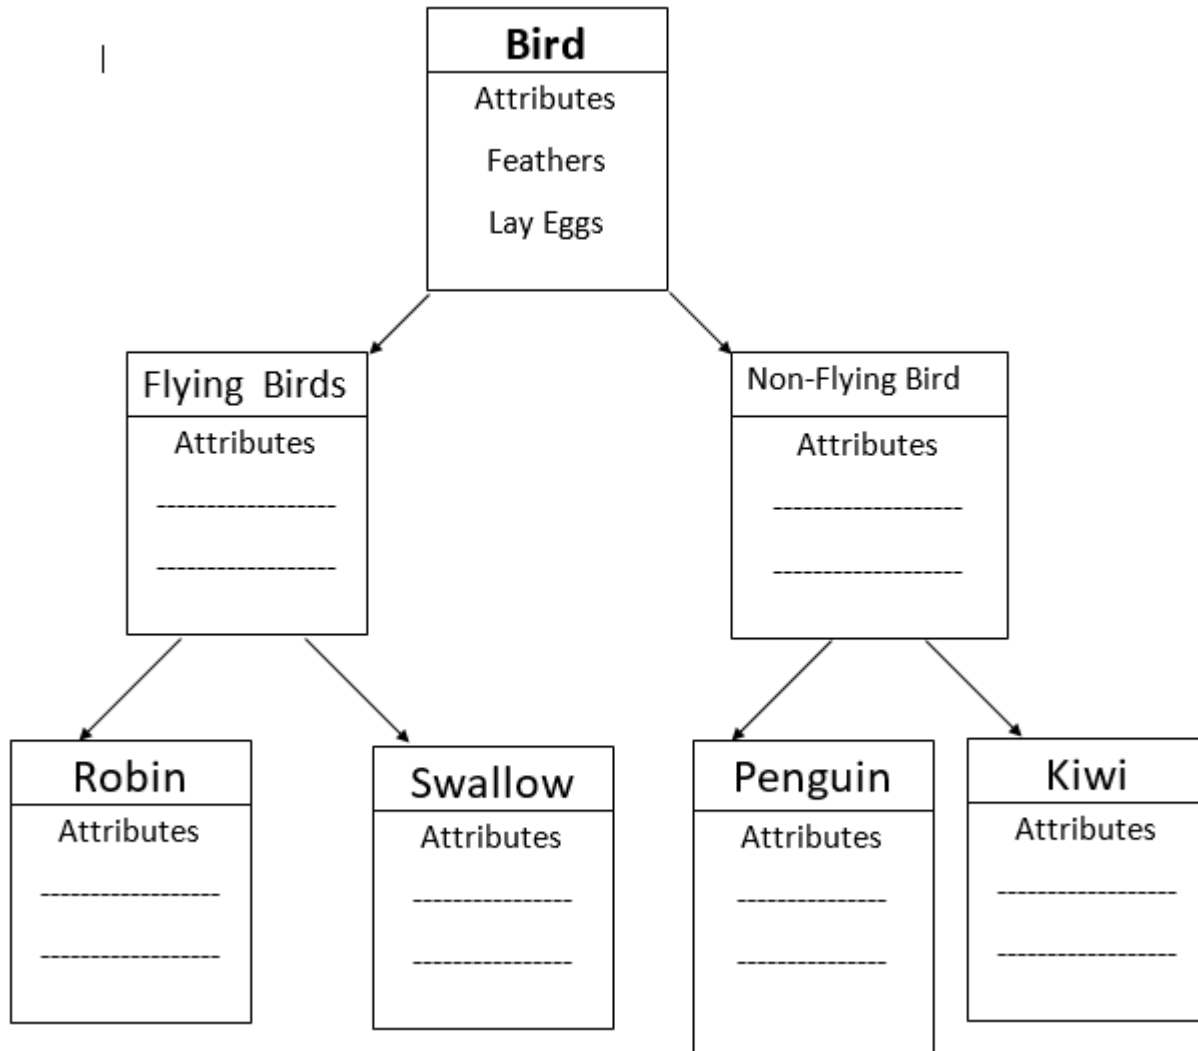 Bird
Attributes
Feathers
Lay Eggs
Flying Birds
Attributes
------------------
------------------
Non-Flying Bird
Attributes
-------------------
-------------------
Robin
Attributes
------------------
------------------
Swallow
Attributes
----------------
----------------
Penguin
Attributes
---------------
---------------
Kiwi
Attributes
------------------
------------------